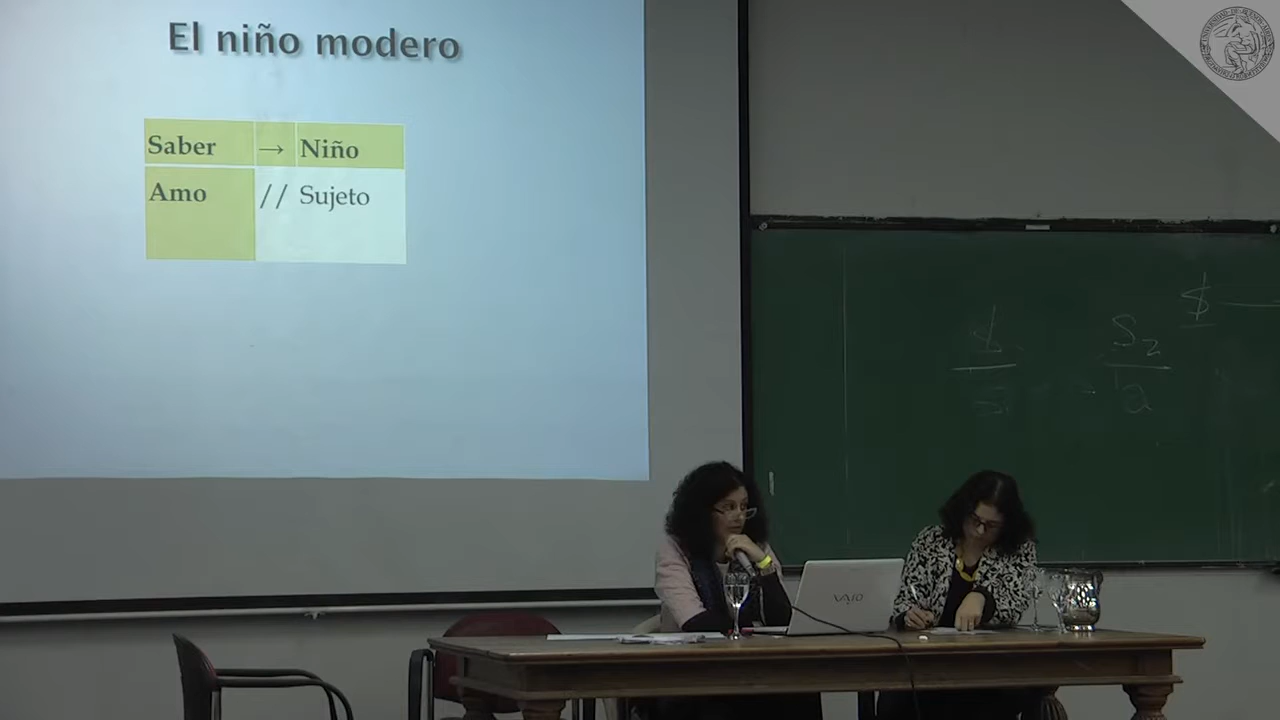 El niño modero
Saber → Niño
Amo // Sujeto
$
$ S2
a
VAIO